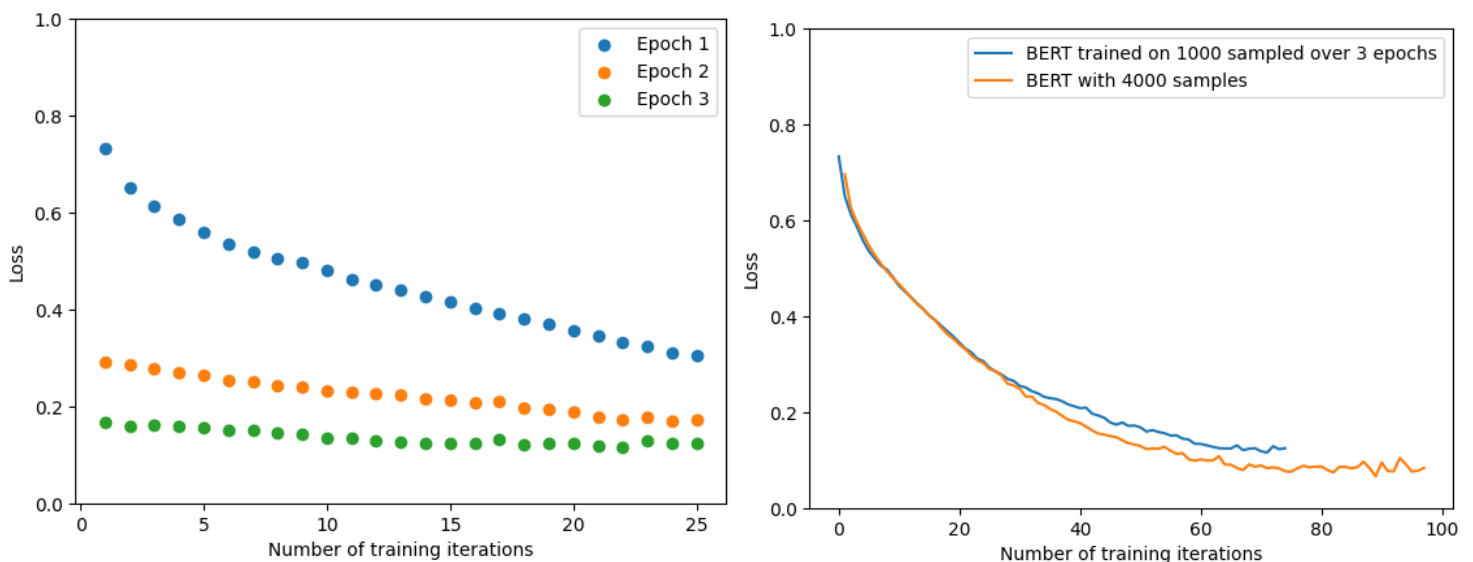 1.0
0.8
0.6
0.4
0.2
0.0
Loss
0
5
10
15
20
25
Number of training iterations
Epoch 1
Epoch 2
Epoch 3
1.0
0.8
0.6
0.4
0.2
0.0
Loss
0
20
40
60
80
100
Number of training iterations
BERT trained on 1000 sampled over 3 epochs
BERT with 4000 samples